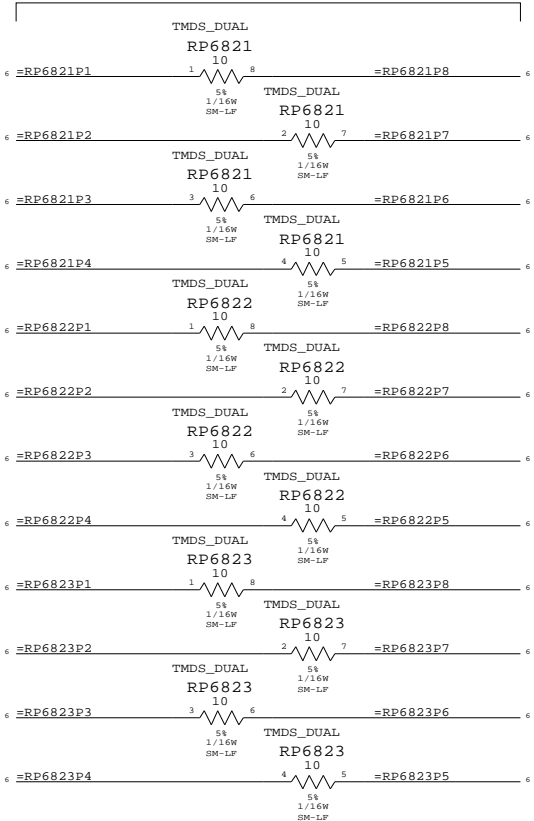 TMDS_DUAL
RP6821
10
6 =RP6821P1 1 8 =RP6821P8 6
5%
1/16W
SM-LF
TMDS_DUAL
RP6821
10
6 =RP6821P2 2 7 =RP6821P7 6
5%
1/16W
SM-LF
TMDS_DUAL
RP6821
10
6 =RP6821P3 3 6 =RP6821P6 6
5%
1/16W
SM-LF
TMDS_DUAL
RP6821
10
6 =RP6821P4 4 5 =RP6821P5 6
5%
1/16W
SM-LF
TMDS_DUAL
RP6822
10
6 =RP6822P1 1 8 =RP6822P8 6
5%
1/16W
SM-LF
TMDS_DUAL
RP6822
10
6 =RP6822P2 2 7 =RP6822P7 6
5%
1/16W
SM-LF
TMDS_DUAL
RP6822
10
6 =RP6822P3 3 6 =RP6822P6 6
5%
1/16W
SM-LF
TMDS_DUAL
RP6822
10
6 =RP6822P4 4 5 =RP6822P5 6
5%
1/16W
SM-LF
TMDS_DUAL
RP6823
10
6 =RP6823P1 1 8 =RP6823P8 6
5%
1/16W
SM-LF
TMDS_DUAL
RP6823
10
6 =RP6823P2 2 7 =RP6823P7 6
5%
1/16W
SM-LF
TMDS_DUAL
RP6823
10
6 =RP6823P3 3 6 =RP6823P6 6
5%
1/16W
SM-LF
TMDS_DUAL
RP6823
10
6 =RP6823P4 4 5 =RP6823P5 6
5%
1/16W
SM-LF